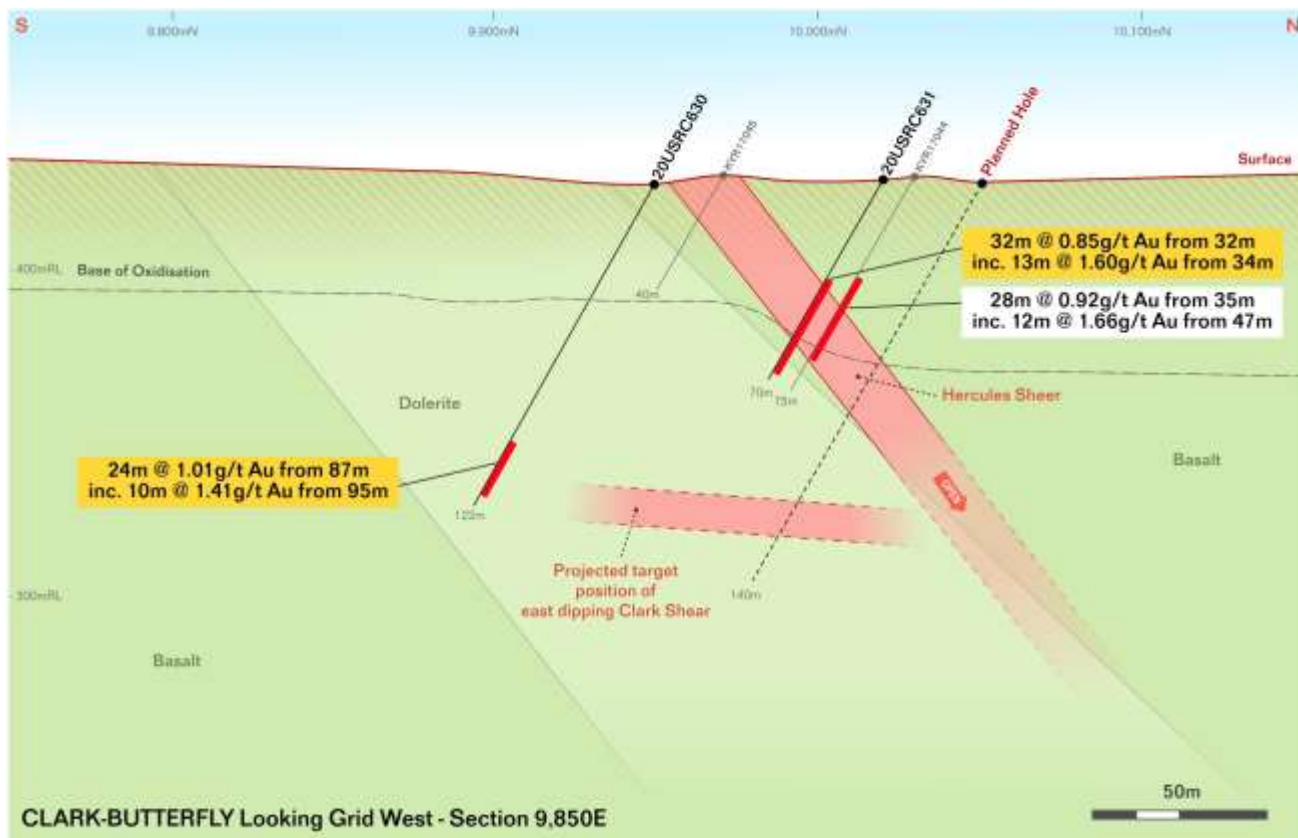 S
9,800mN
9,900mN
10,000mN
10,100mN
N
20USRC630
KYR17045
20USRC631
KYR17044
Planned Hole
Surface
32m @ 0.85g/t Au from 32m
inc. 13m @ 1.60g/t Au from 34m
400mRL
Base of Oxidisation
40m
28m @ 0.92g/t Au from 35m
inc. 12m @ 1.66g/t Au from 47m
70m
75m
Hercules Sheer
Dolerite
Basalt
24m @ 1.01g/t Au from 87m
inc. 10m @ 1.41g/t Au from 95m
OPEN
Projected target
position of
east dipping Clark Shear
140m
300mRL
Basalt
50m
CLARK-BUTTERFLY Looking Grid West - Section 9,850E